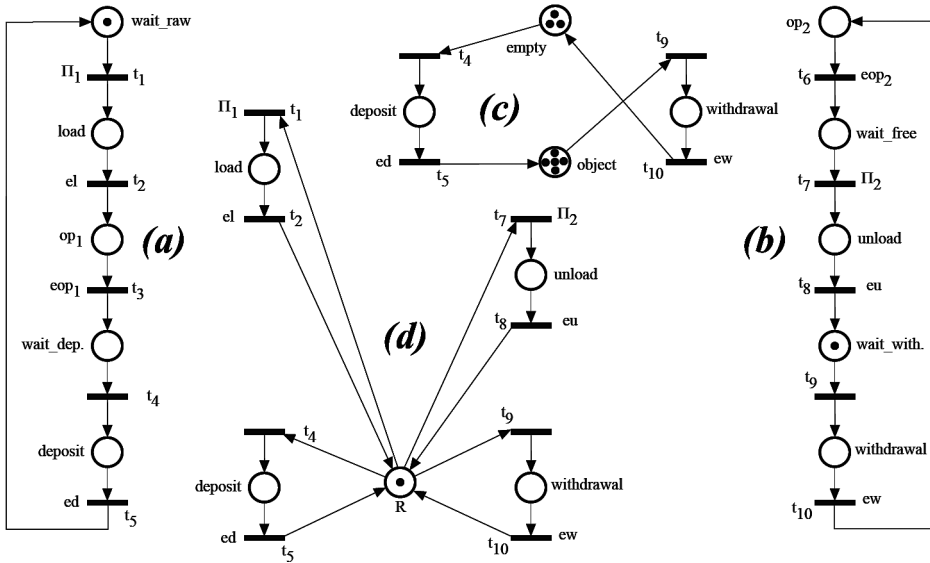 wait_raw
Π1 t1
load
el t2
op1
(a)
eop1 t3
wait_dep.
t4
deposit
ed
t5
empty
t4 t9
deposit (c) withdrawal
ed
t5 object t10 ew
Π1 t1
load
el t2
t7 Π2
unload
t8 eu
(d)
t4 t9
deposit R withdrawal
ed
t5 t10 ew
op2
t6 eop2
wait_free
t7 Π2
(b) unload
t8 eu
wait_with.
t9
withdrawal
t10 ew